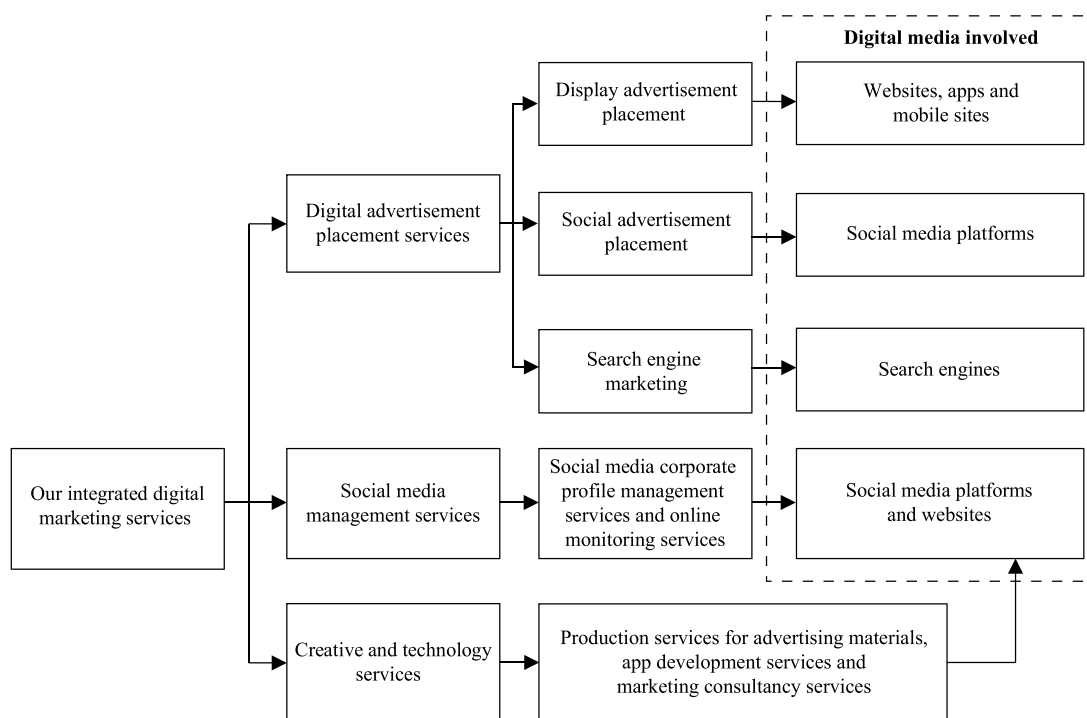 Digital media involved
Display advertisement
placement
Websites, apps and
mobile sites
Digital advertisement
placement services
Social advertisement
placement
Social media platforms
Search engine
marketing
Search engines
Our integrated digital
marketing services
Social media
management services
Social media corporate
profile management
services and online
monitoring services
Social media platforms
and websites
Creative and technology
services
Production services for advertising materials,
app development services and
marketing consultancy services